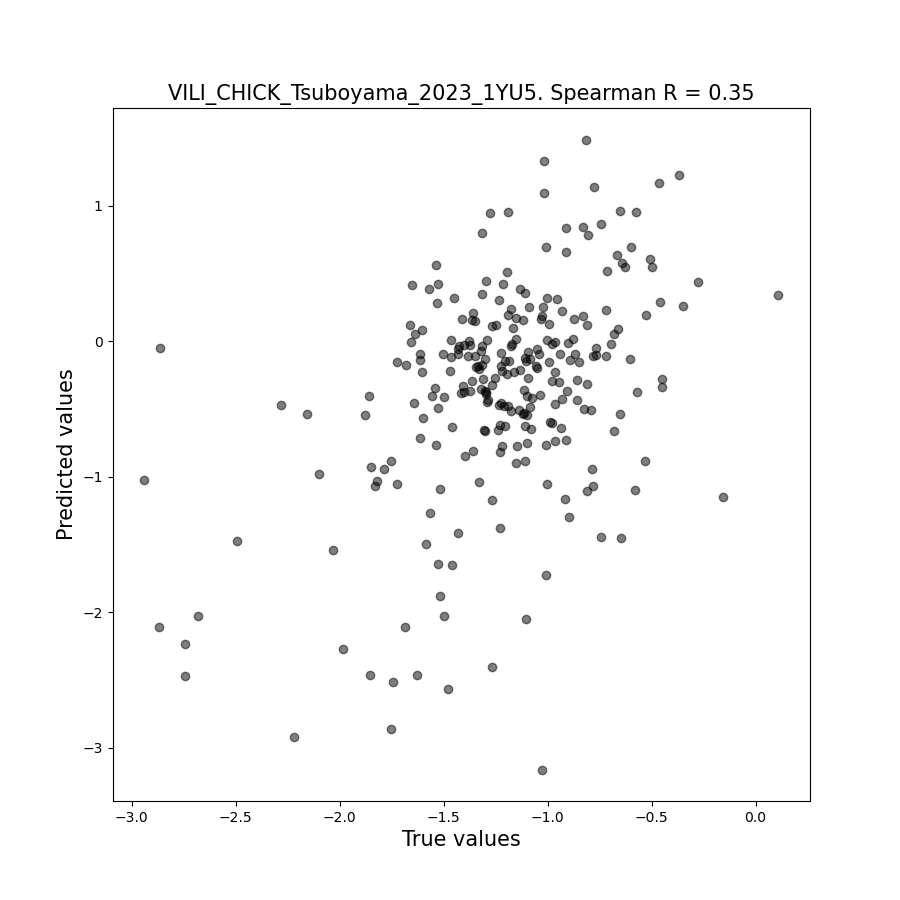 VILI_CHICK_Tsuboyama_2023_1YU5. Spearman R = 0.35
Predicted values
1
0
−1
−2
−3
−3.0 −2.5 −2.0 −1.5 −1.0 −0.5 0.0
True values